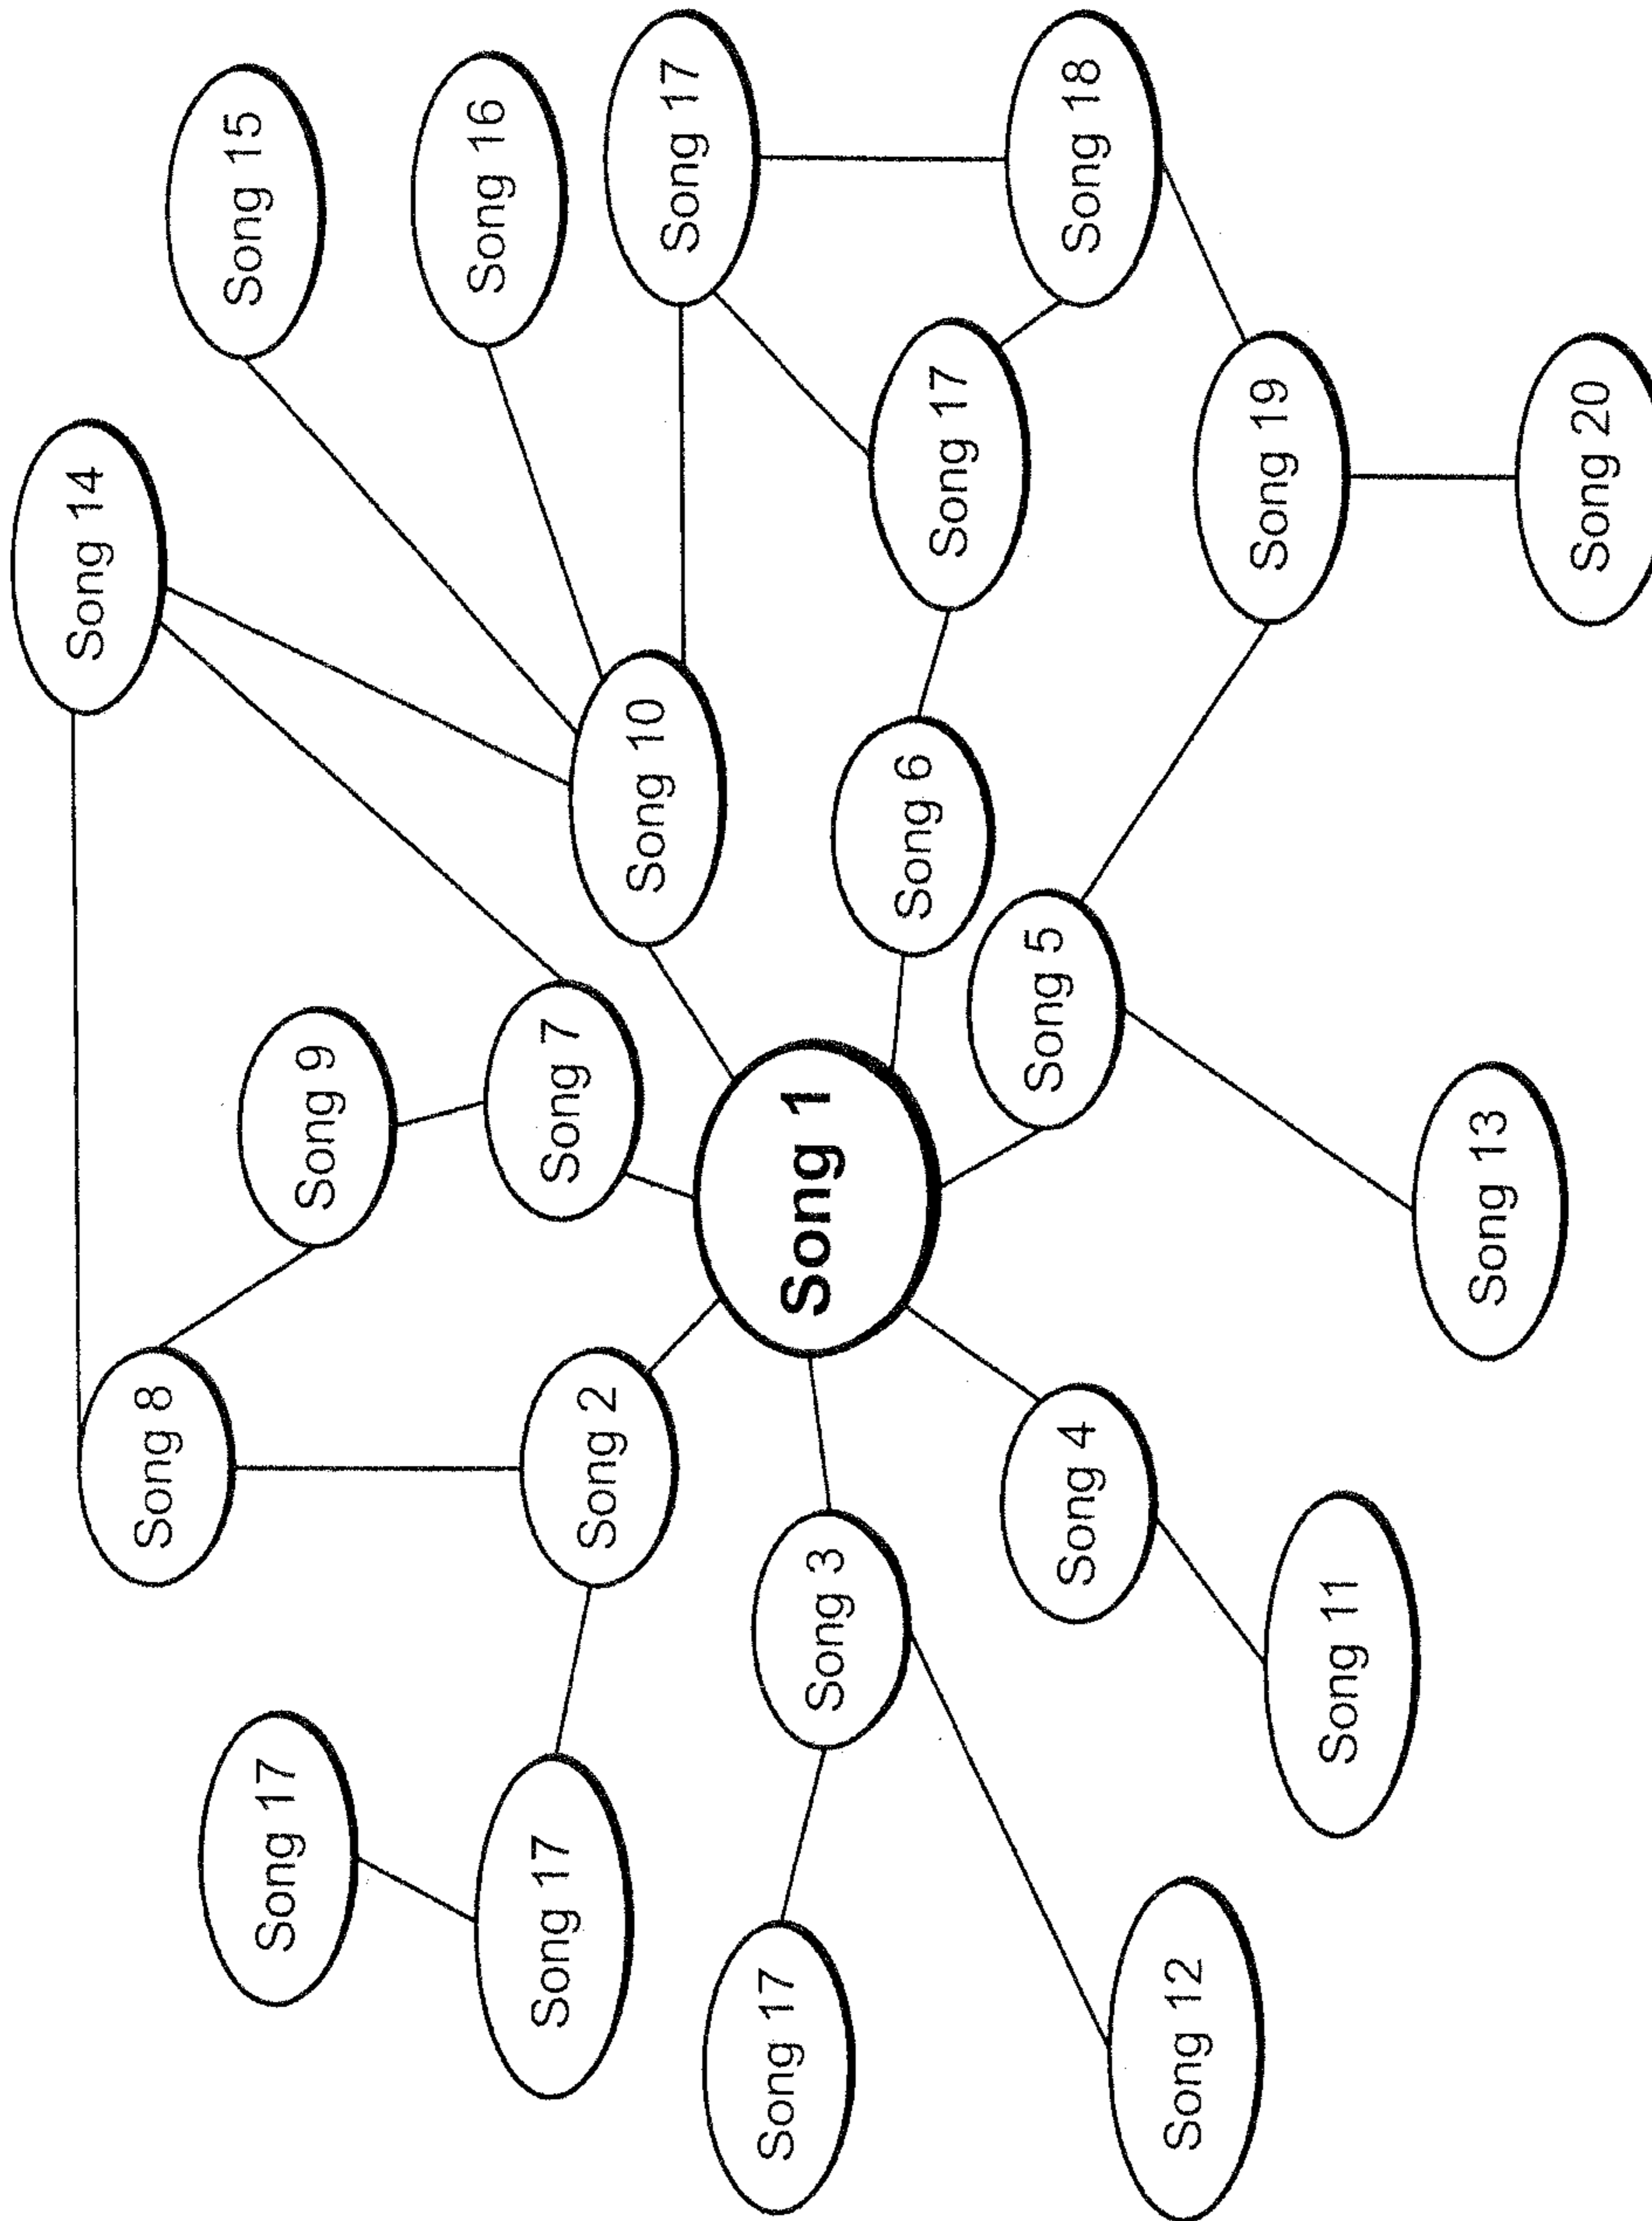 Song 14
Song 15
Song 8
Song 9
Song 17
Song 16
Song 7
Song 10
Song 17
Song 2
Song 17
Song 1
Song 6
Song 17
Song 3
Song 17
Song 5
Song 18
Song 4
Song 12
Song 19
Song 11
Song 13
Song 20